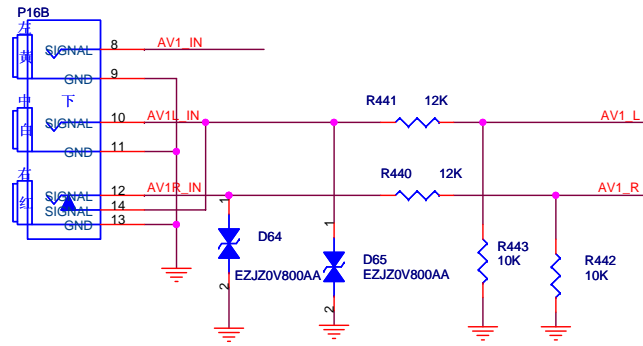 P16B
左
黄
SIGNAL 8 AV1_IN
GND 9
中
白
下
SIGNAL 10 AV1L_IN
R441 12K
AV1_L
GND 11
右
红
SIGNAL 12 AV1R_IN
R440 12K
AV1_R
SIGNAL 14
GND 13
1
D64
EZJZ0V800AA
2
1
D65
EZJZ0V800AA
2
R443
10K
R442
10K